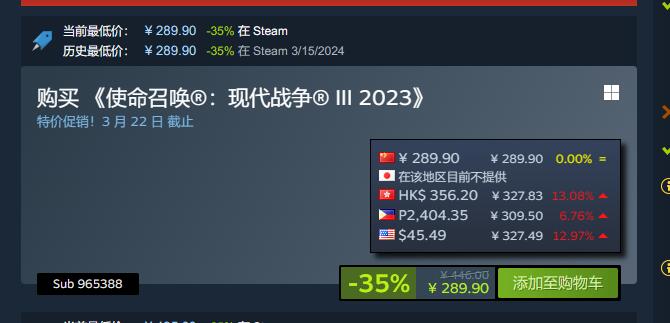 当前最低价: ¥ 289.90 -35% 在 Steam
历史最低价: ¥ 289.90 -35% 在 Steam 3/15/2024
购买 《使命召唤®：现代战争® III 2023》
特价促销！3 月 22 日 截止
¥ 289.90 ¥ 289.90 0.00% =
在该地区目前不提供
HK$ 356.20 ¥ 327.83 13.08% ▲
P2,404.35 ¥ 309.50 6.76% ▲
$45.49 ¥ 327.49 12.97% ▲
Sub 965388
-35%
¥ 446.00
¥ 289.90
添加至购物车